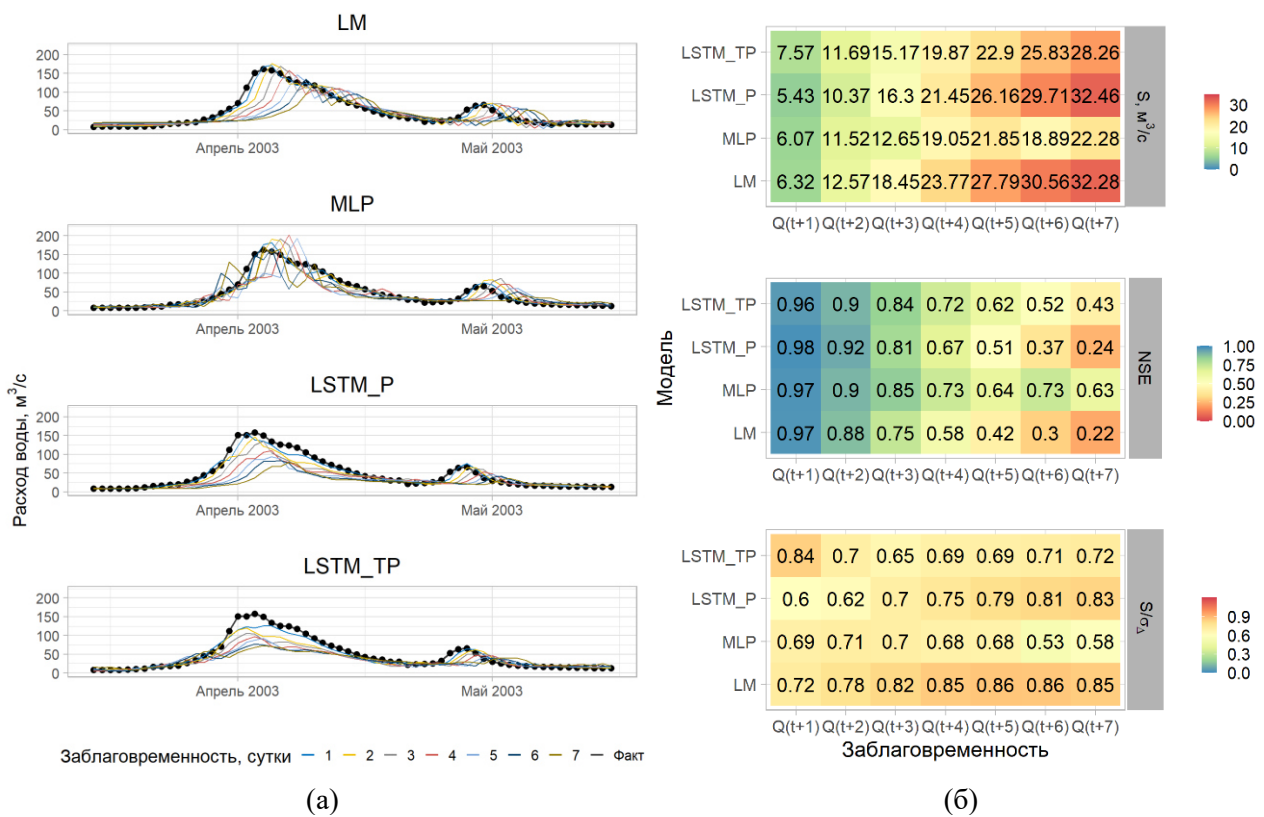 LM
200
150
100
50
0
Апрель 2003
Май 2003
MLP
200
150
100
50
0
Апрель 2003
Май 2003
LSTM_P
200
150
100
50
0
Апрель 2003
Май 2003
LSTM_TP
200
150
100
50
0
Апрель 2003
Май 2003
Расход воды, м³/с
Заблаговременность, сутки 1 2 3 4 5 6 7 Факт
(а)
LSTM_TP 7.57 11.69 15.17 19.87 22.9 25.83 28.26
LSTM_P 5.43 10.37 16.3 21.45 26.16 29.71 32.46
MLP 6.07 11.52 12.65 19.05 21.85 18.89 22.28
LM 6.32 12.57 18.45 23.77 27.79 30.56 32.28
Q(t+1) Q(t+2) Q(t+3) Q(t+4) Q(t+5) Q(t+6) Q(t+7)
S, м³/с
30
20
10
0
LSTM_TP 0.96 0.9 0.84 0.72 0.62 0.52 0.43
LSTM_P 0.98 0.92 0.81 0.67 0.51 0.37 0.24
MLP 0.97 0.9 0.85 0.73 0.64 0.73 0.63
LM 0.97 0.88 0.75 0.58 0.42 0.3 0.22
Q(t+1) Q(t+2) Q(t+3) Q(t+4) Q(t+5) Q(t+6) Q(t+7)
NSE
1.00
0.75
0.50
0.25
0.00
Модель
LSTM_TP 0.84 0.7 0.65 0.69 0.69 0.71 0.72
LSTM_P 0.6 0.62 0.7 0.75 0.79 0.81 0.83
MLP 0.69 0.71 0.7 0.68 0.68 0.53 0.58
LM 0.72 0.78 0.82 0.85 0.86 0.86 0.85
Q(t+1) Q(t+2) Q(t+3) Q(t+4) Q(t+5) Q(t+6) Q(t+7)
S/σ_Δ
0.9
0.6
0.3
0.0
Заблаговременность
(б)